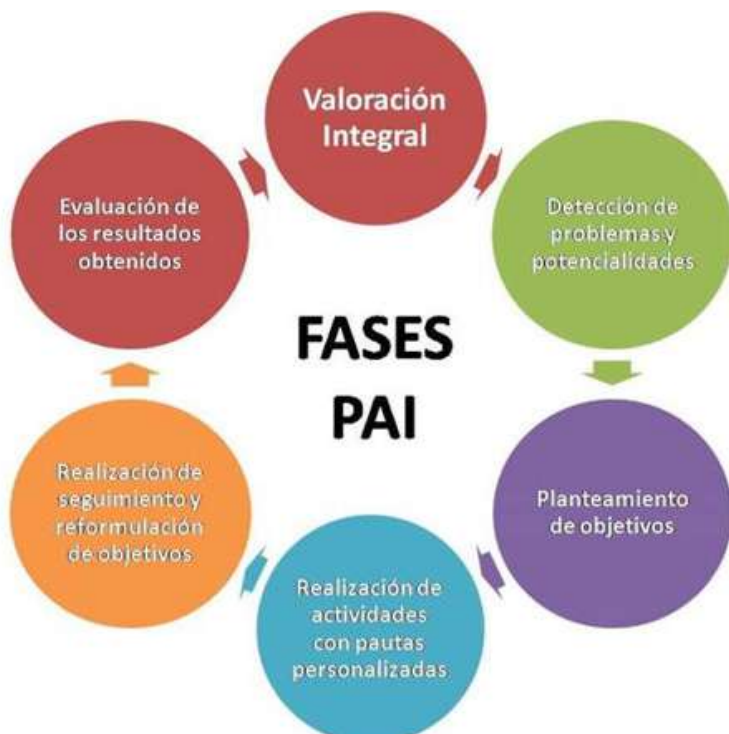 Valoración
Integral
Detección de
problemas y
potencialidades
Planteamiento
de objetivos
Realización de
actividades
con pautas
personalizadas
Realización de
seguimiento y
reformulación
de objetivos
Evaluación de
los resultados
obtenidos
FASES
PAI